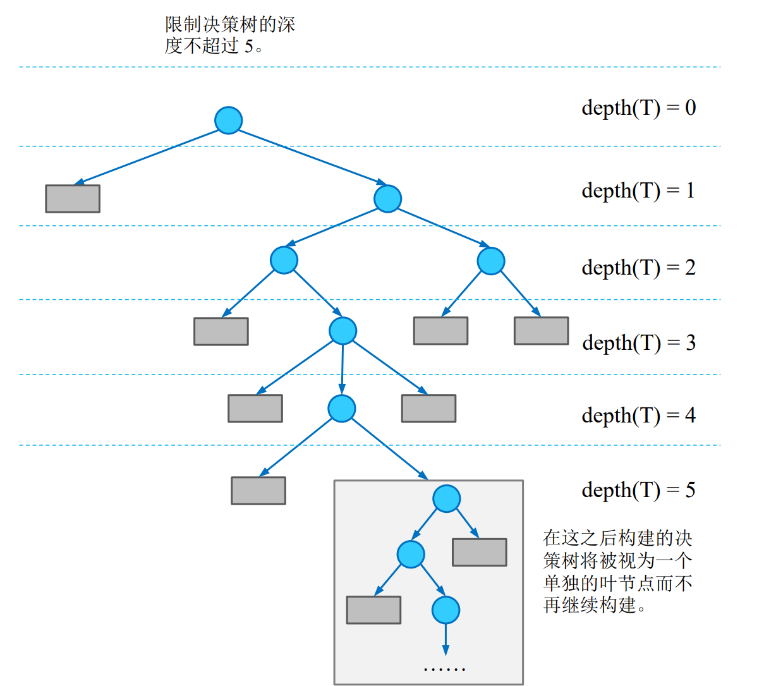 限制决策树的深
度不超过 5。
depth(T) = 0
depth(T) = 1
depth(T) = 2
depth(T) = 3
depth(T) = 4
depth(T) = 5
在这之后构建的决
策树将被视为一个
单独的叶节点而不
再继续构建。
……